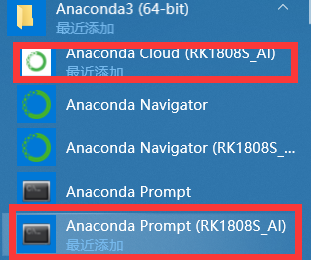 Anaconda3 (64-bit)
最近添加
Anaconda Cloud (RK1808S_AI)
最近添加
Anaconda Navigator
Anaconda Navigator (RK1808S_...
Anaconda Prompt
Anaconda Prompt (RK1808S_AI)
最近添加